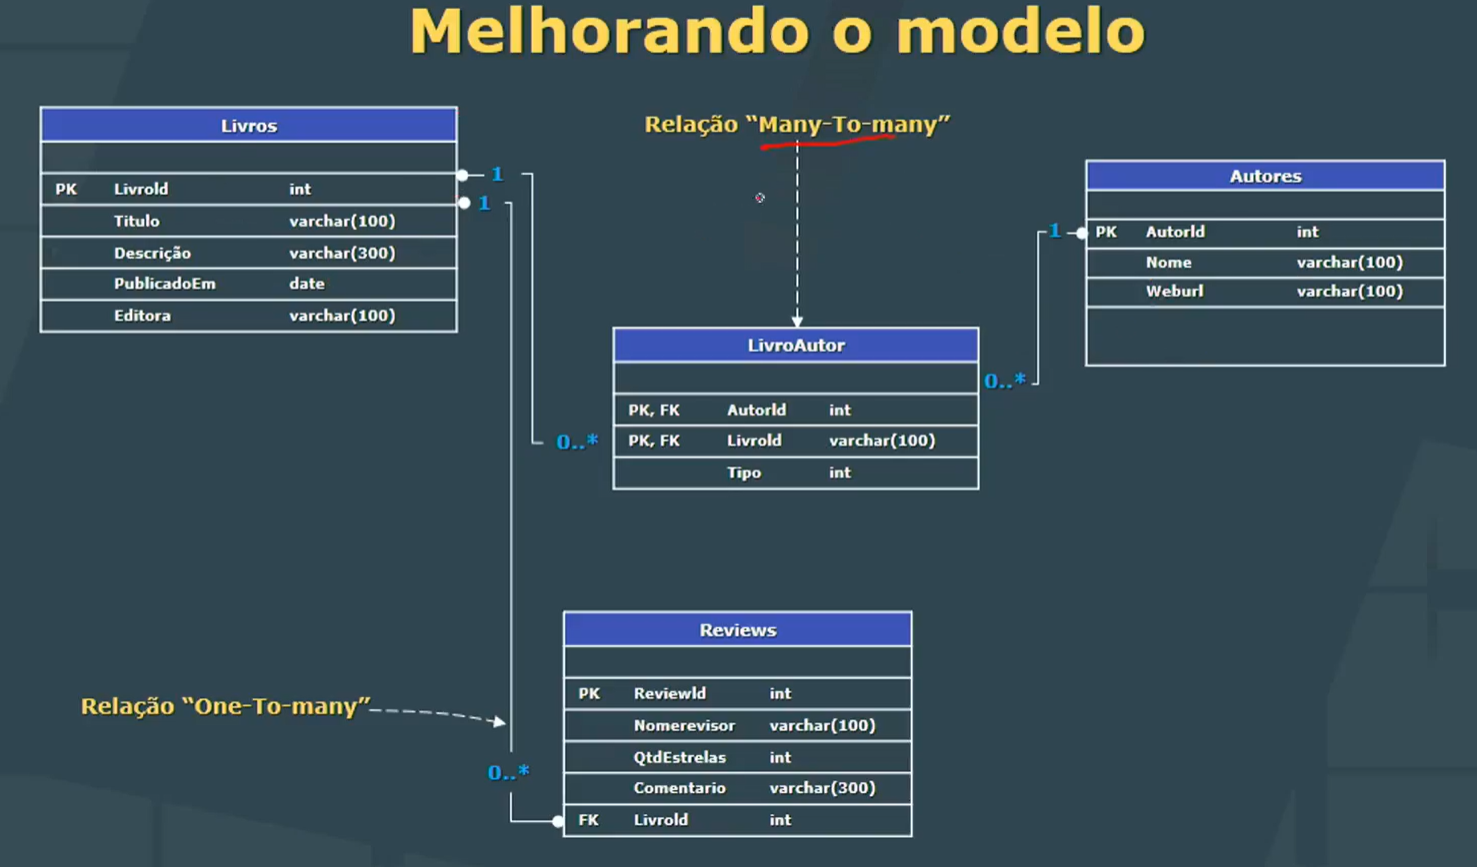 Melhorando o modelo
Livros
PK LivroId int
Titulo varchar(100)
Descrição varchar(300)
PublicadoEm date
Editora varchar(100)
1
1
Relação “Many-To-many”
Autores
1
PK AutorId int
Nome varchar(100)
Weburl varchar(100)
LivroAutor
0..*
PK, FK AutorId int
PK, FK LivroId varchar(100)
Tipo int
0..*
Relação “One-To-many”
0..*
Reviews
PK ReviewId int
Nomerevisor varchar(100)
QtdEstrelas int
Comentario varchar(300)
FK LivroId int